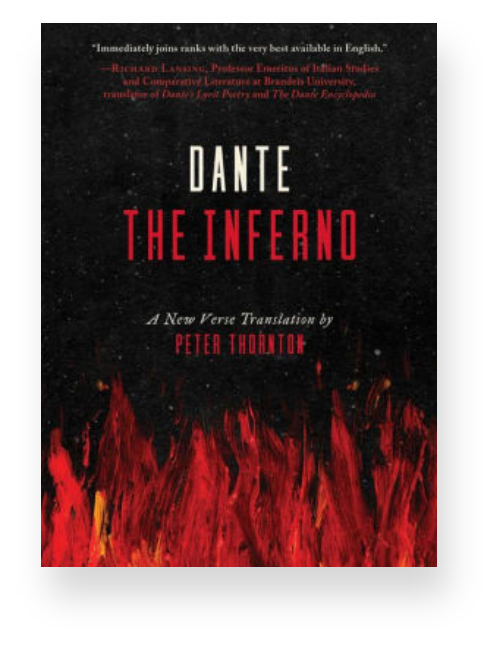 “Immediately joins ranks with the very best available in English.”
—Richard Lansing, Professor Emeritus of Italian Studies
and Comparative Literature at Brandeis University,
translator of Dante’s Lyric Poetry and The Dante Encyclopedia
DANTE
THE INFERNO
A New Verse Translation by
PETER THORNTON